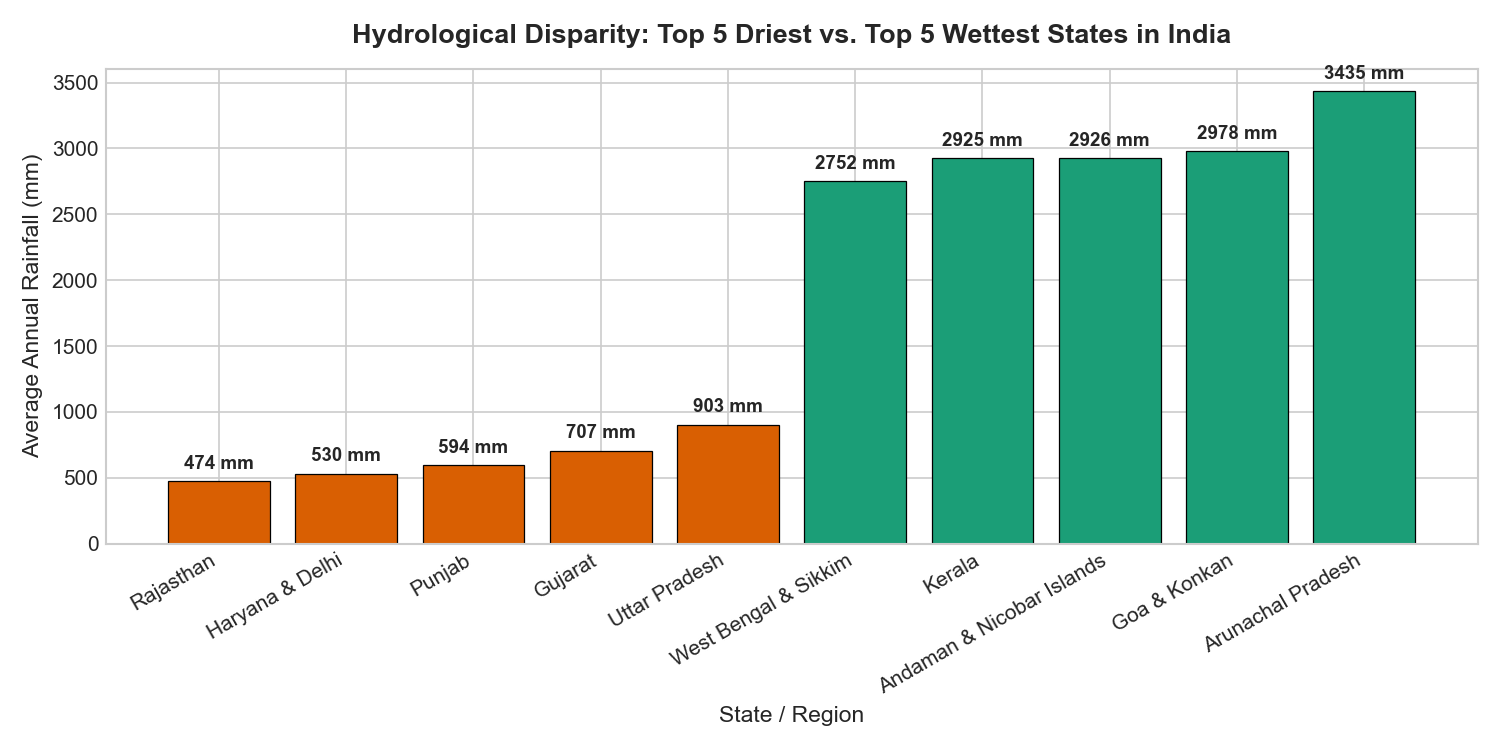 Hydrological Disparity: Top 5 Driest vs. Top 5 Wettest States in India
Average Annual Rainfall (mm)
3500
3000
2500
2000
1500
1000
500
0
474 mm
530 mm
594 mm
707 mm
903 mm
2752 mm
2925 mm
2926 mm
2978 mm
3435 mm
Rajasthan
Haryana & Delhi
Punjab
Gujarat
Uttar Pradesh
West Bengal & Sikkim
Kerala
Andaman & Nicobar Islands
Goa & Konkan
Arunachal Pradesh
State / Region